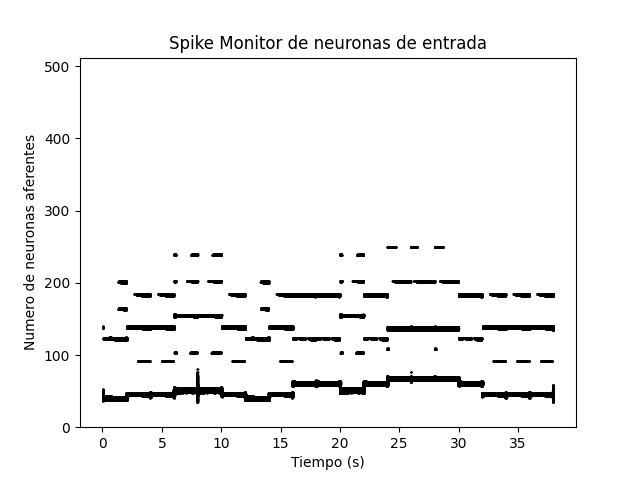 Spike Monitor de neuronas de entrada
500
400
300
200
100
0
Numero de neuronas aferentes
0 5 10 15 20 25 30 35
Tiempo (s)